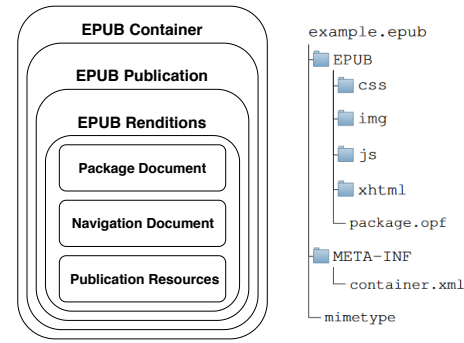 EPUB Container
EPUB Publication
EPUB Renditions
Package Document
Navigation Document
Publication Resources
example.epub
EPUB
css
img
js
xhtml
package.opf
META-INF
container.xml
mimetype